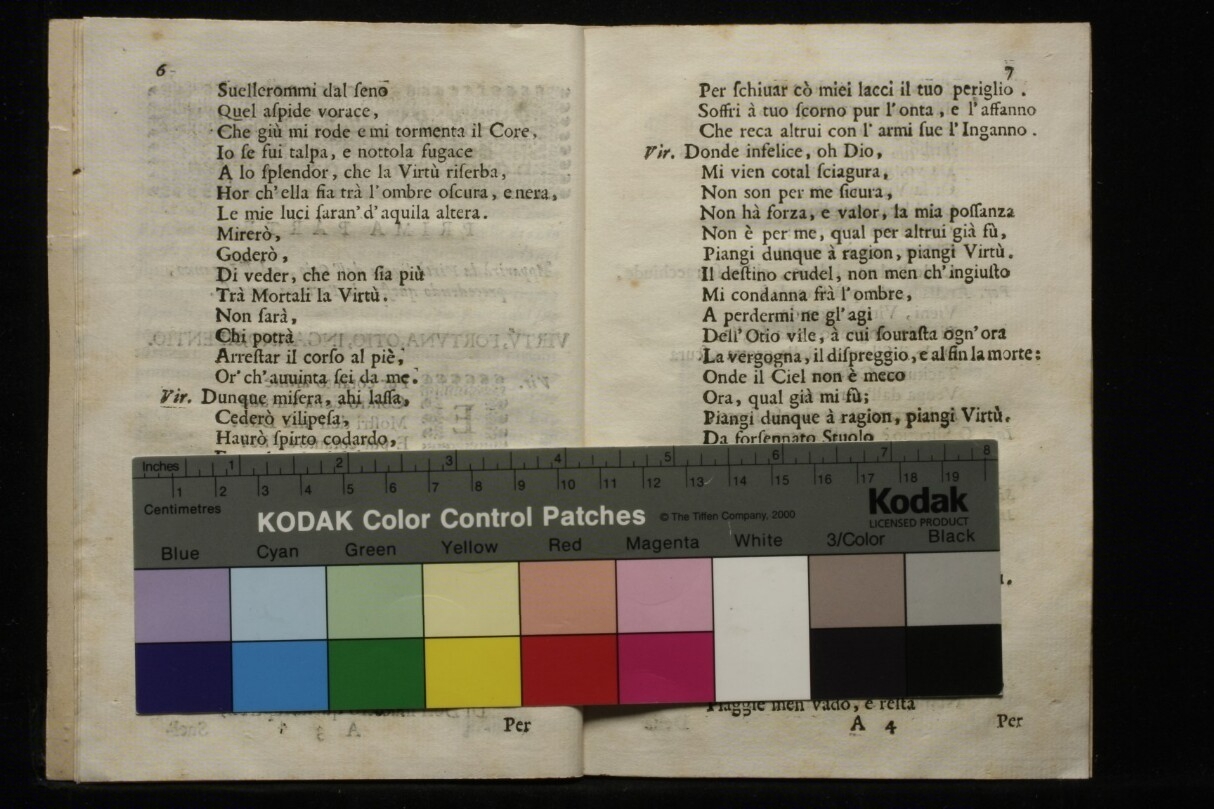 6
Suellerommi dal ſeno
Quel aſpide vorace,
Che giù mi rode e mi tormenta il Core,
Io ſe fui talpa, e nottola fugace
A lo ſplendor, che la Virtù riſerba,
Hor ch'ella ſia trà l'ombre oſcura, e nera,
Le mie luci ſaran' d'aquila altera.
Mirerò,
Goderò,
Di veder, che non ſia più
Trà Mortali la Virtù.
Non ſarà,
Chi potrà
Arreſtar il corſo al piè,
Or' ch'auuinta ſei da me.
Vir. Dunque miſera, ahi laſſa,
Cederò vilipeſa,
Haurò ſpirto codardo,
Per
7
Per ſchiuar cò miei lacci il tuo periglio.
Soffri à tuo ſcorno pur l'onta, e l'affanno
Che reca altrui con l'armi ſue l'Inganno.
Vir. Donde infelice, oh Dio,
Mi vien cotal ſciagura,
Non son per me ſicura,
Non hà forza, e valor, la mia poſſanza
Non è per me, qual per altrui già fù,
Piangi dunque à ragion, piangi Virtù.
Il deſtino crudel, non men ch'ingiuſto
Mi condanna frà l'ombre,
A perdermi ne gl'agi
Dell'Otio vile, à cui ſouraſta ogn'ora
La vergogna, il diſpreggio, e al fin la morte:
Onde il Ciel non è meco
Ora, qual già mi fù;
Piangi dunque à ragion, piangi Virtù.
Da forſennato Stuolo
Piaggie men vado, e reſta
A 4
Per
Inches 1 2 3 4 5 6 7 8
1 2 3 4 5 6 7 8 9 10 11 12 13 14 15 16 17 18 19
Centimetres
KODAK Color Control Patches © The Tiffen Company, 2000
Kodak
LICENSED PRODUCT
Blue Cyan Green Yellow Red Magenta White 3/Color Black